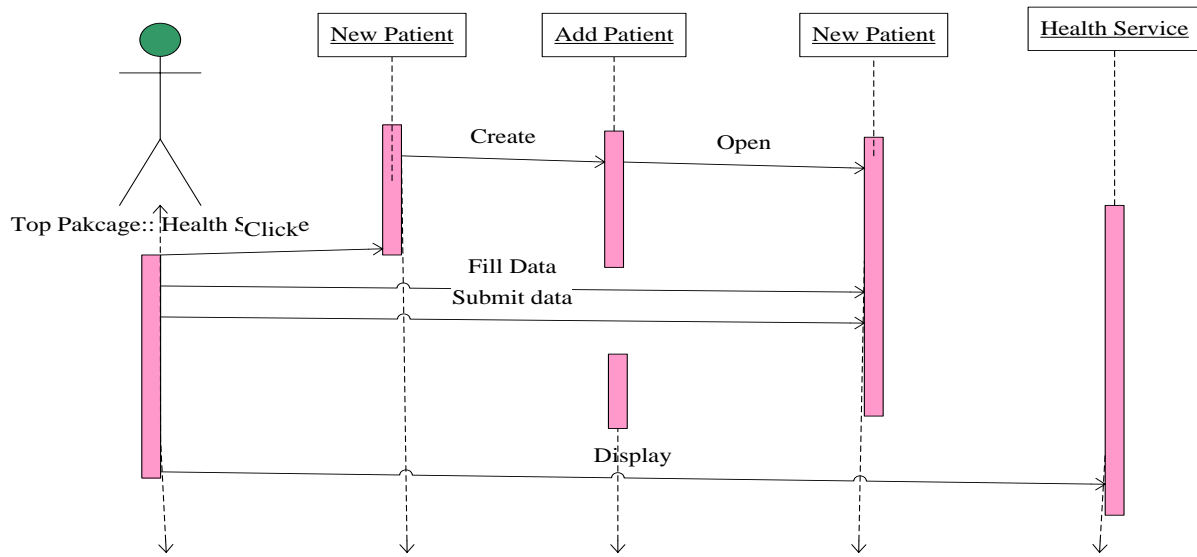 New Patient
Add Patient
New Patient
Health Service
Create
Open
Top Pakcage:: Health
Click
Fill Data
Submit data
Display